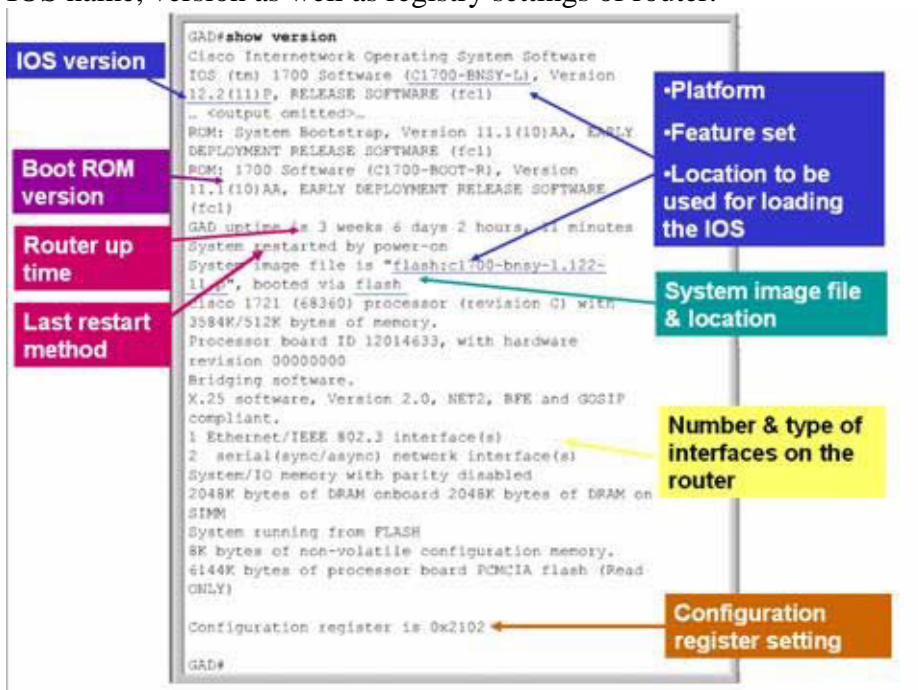 IOS name, version as well as registry settings of router.
GAD#show version
Cisco Internetwork Operating System Software
IOS (tm) 1700 Software (C1700-BNSY-L), Version
12.2(11)P, RELEASE SOFTWARE (fc1)
… <output omitted>…
ROM: System Bootstrap, Version 11.1(10)AA, EARLY
DEPLOYMENT RELEASE SOFTWARE (fc1)
ROM: 1700 Software (C1700-BOOT-R), Version
11.1(10)AA, EARLY DEPLOYMENT RELEASE SOFTWARE
(fc1)
GAD uptime is 3 weeks 6 days 2 hours, minutes
System restarted by power-on
System image file is "flash:c1700-bnsy-l.122-
11.p", booted via flash
cisco 1721 (68360) processor (revision C) with
3584K/512K bytes of memory.
Processor board ID 12014633, with hardware
revision 00000000
Bridging software.
X.25 software, Version 2.0, NET2, BFE and GOSIP
compliant.
1 Ethernet/IEEE 802.3 interface(s)
2 serial(sync/async) network interface(s)
System/IO memory with parity disabled
2048K bytes of DRAM onboard 2048K bytes of DRAM on
SIMM
System running from FLASH
8K bytes of non-volatile configuration memory.
6144K bytes of processor board PCMCIA flash (Read
ONLY)
Configuration register is 0x2102
GAD#
IOS version
Boot ROM
version
Router up
time
Last restart
method
•Platform
•Feature set
•Location to be
used for loading
the IOS
System image file
& location
Number & type of
interfaces on the
router
Configuration
register setting